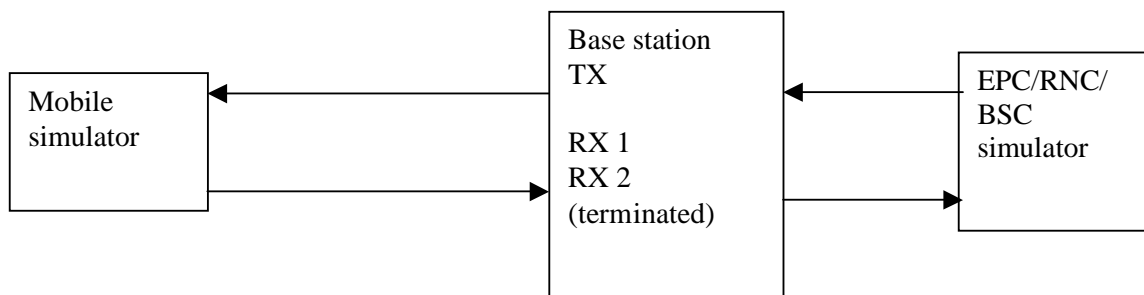 Mobile
simulator
Base station
TX
RX 1
RX 2
(terminated)
EPC/RNC/
BSC
simulator